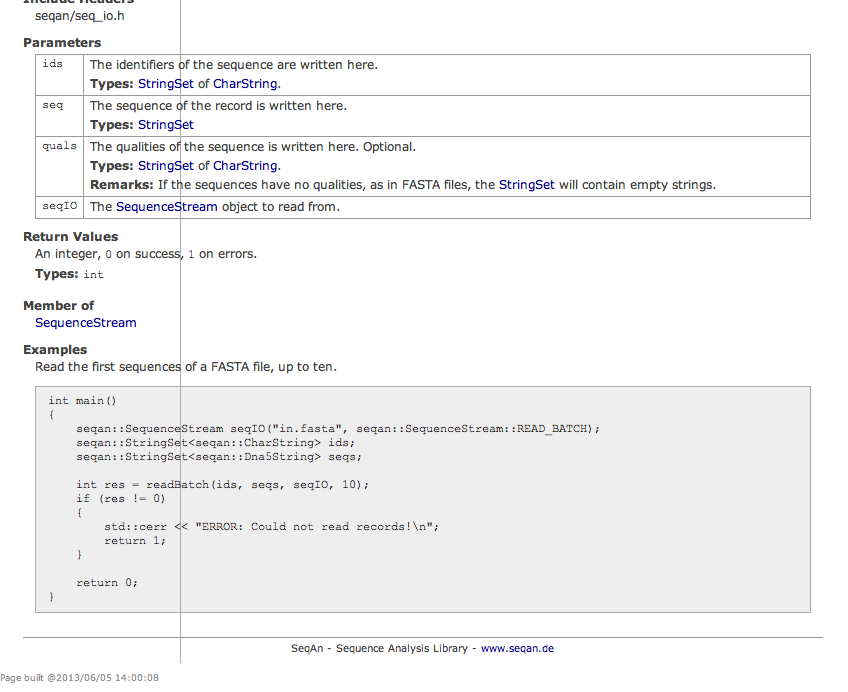 Include Headers
seqan/seq_io.h
Parameters
ids The identifiers of the sequence are written here.
Types: StringSet of CharString.
seq The sequence of the record is written here.
Types: StringSet
quals The qualities of the sequence is written here. Optional.
Types: StringSet of CharString.
Remarks: If the sequences have no qualities, as in FASTA files, the StringSet will contain empty strings.
seqIO The SequenceStream object to read from.
Return Values
An integer, 0 on success, 1 on errors.
Types: int
Member of
SequenceStream
Examples
Read the first sequences of a FASTA file, up to ten.
int main()
{
    seqan::SequenceStream seqIO("in.fasta", seqan::SequenceStream::READ_BATCH);
    seqan::StringSet<seqan::CharString> ids;
    seqan::StringSet<seqan::Dna5String> seqs;
    int res = readBatch(ids, seqs, seqIO, 10);
    if (res != 0)
    {
        std::cerr << "ERROR: Could not read records!\n";
        return 1;
    }
    return 0;
}
SeqAn - Sequence Analysis Library - www.seqan.de
Page built @2013/06/05 14:00:08